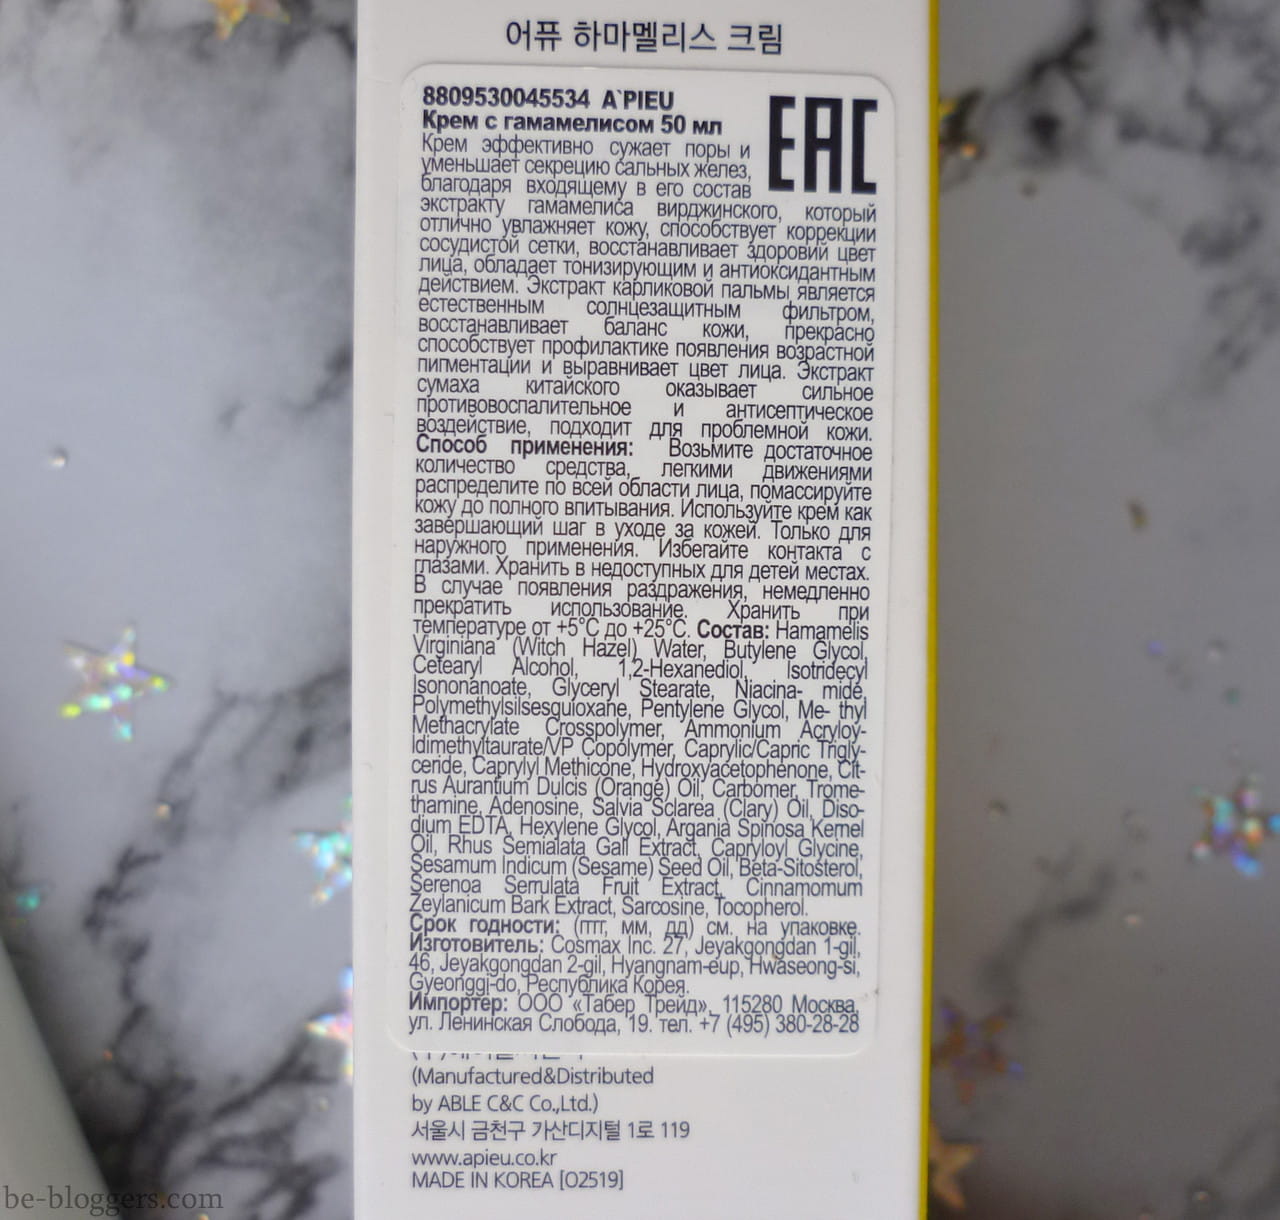 어퓨 하마멜리스 크림
8809530045534 A`PIEU
Крем с гамамелисом 50 мл
EAC
Крем эффективно сужает поры и
уменьшает секрецию сальных желез,
благодаря входящему в его состав
экстракту гамамелиса вирджинского, который
отлично увлажняет кожу, способствует коррекции
сосудистой сетки, восстанавливает здоровий цвет
лица, обладает тонизирующим и антиоксидантным
действием. Экстракт карликовой пальмы является
естественным солнцезащитным фильтром,
восстанавливает баланс кожи, прекрасно
способствует профилактике появления возрастной
пигментации и выравнивает цвет лица. Экстракт
сумаха китайского оказывает сильное
противовоспалительное и антисептическое
воздействие, подходит для проблемной кожи.
Способ применения: Возьмите достаточное
количество средства, легкими движениями
распределите по всей области лица, помассируйте
кожу до полного впитывания. Используйте крем как
завершающий шаг в уходе за кожей. Только для
наружного применения. Избегайте контакта с
глазами. Хранить в недоступных для детей местах.
В случае появления раздражения, немедленно
прекратить использование. Хранить при
температуре от +5°C до +25°C. Состав: Hamamelis
Virginiana (Witch Hazel) Water, Butylene Glycol,
Cetearyl Alcohol, 1,2-Hexanediol, Isotridecyl
Isononanoate, Glyceryl Stearate, Niacina- mide,
Polymethylsilsesquioxane, Pentylene Glycol, Me- thyl
Methacrylate Crosspolymer, Ammonium Acryloy-
ldimethyltaurate/VP Copolymer, Caprylic/Capric Trigly-
ceride, Caprylyl Methicone, Hydroxyacetophenone, Cit-
rus Aurantium Dulcis (Orange) Oil, Carbomer, Trome-
thamine, Adenosine, Salvia Sclarea (Clary) Oil, Diso-
dium EDTA, Hexylene Glycol, Argania Spinosa Kernel
Oil, Rhus Semialata Gall Extract, Capryloyl Glycine,
Sesamum Indicum (Sesame) Seed Oil, Beta-Sitosterol,
Serenoa Serrulata Fruit Extract, Cinnamomum
Zeylanicum Bark Extract, Sarcosine, Tocopherol.
Срок годности: (гггг, мм, дд) см. на упаковке.
Изготовитель: Cosmax Inc. 27, Jeyakgongdan 1-gil,
46, Jeyakgongdan 2-gil, Hyangnam-eup, Hwaseong-si,
Gyeonggi-do, Республика Корея.
Импортер: ООО «Табер Трейд», 115280 Москва,
ул. Ленинская Слобода, 19. тел. +7 (495) 380-28-28
(Manufactured&Distributed
by ABLE C&C Co.,Ltd.)
서울시 금천구 가산디지털 1로 119
www.apieu.co.kr
MADE IN KOREA [O2519]
be-bloggers.com